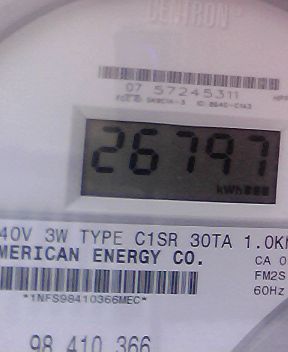 CENTRON
07 57245311
26797
kWh
40V 3W TYPE C1SR 30TA 1.0K
MERICAN ENERGY CO.
CA 0
FM2S
60Hz
*1NFS98410366MEC*
98 410 366